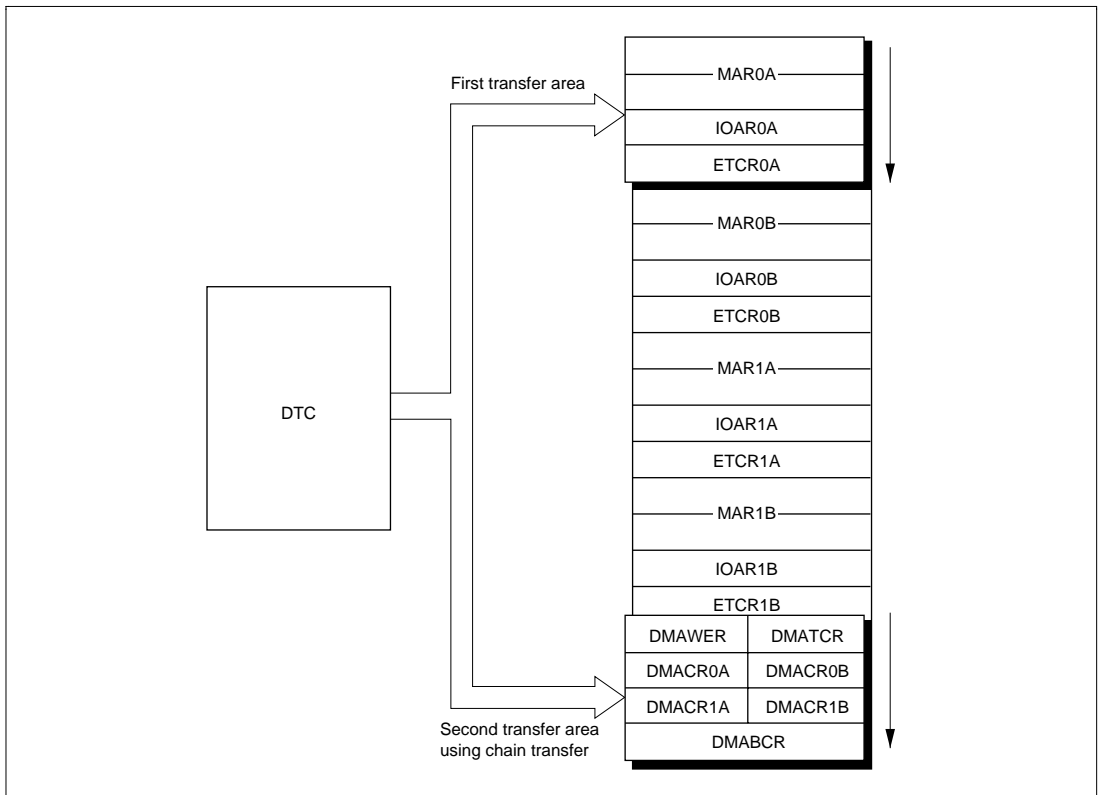 First transfer area
MAR0A
IOAR0A
ETCR0A
MAR0B
IOAR0B
ETCR0B
MAR1A
DTC
IOAR1A
ETCR1A
MAR1B
IOAR1B
ETCR1B
DMAWER DMATCR
DMACR0A DMACR0B
DMACR1A DMACR1B
DMABCR
Second transfer area
using chain transfer